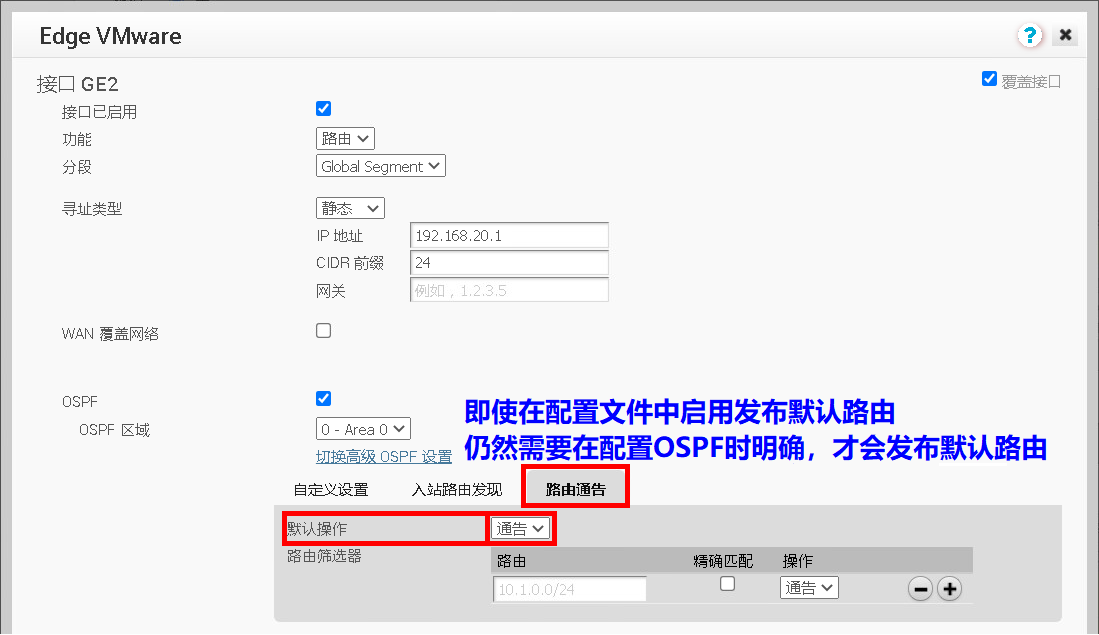 Edge VMware
?
接口 GE2
覆盖接口
接口已启用
功能
路由
分段
Global Segment
寻址类型
静态
IP 地址
192.168.20.1
CIDR 前缀
24
网关
例如，1.2.3.5
WAN 覆盖网络
OSPF
即使在配置文件中启用发布默认路由
OSPF 区域
0 - Area 0
仍然需要在配置OSPF时明确，才会发布默认路由
切换高级 OSPF 设置
自定义设置 入站路由发现 路由通告
默认操作 通告
路由筛选器
路由 精确匹配 操作
10.1.0.0/24 通告